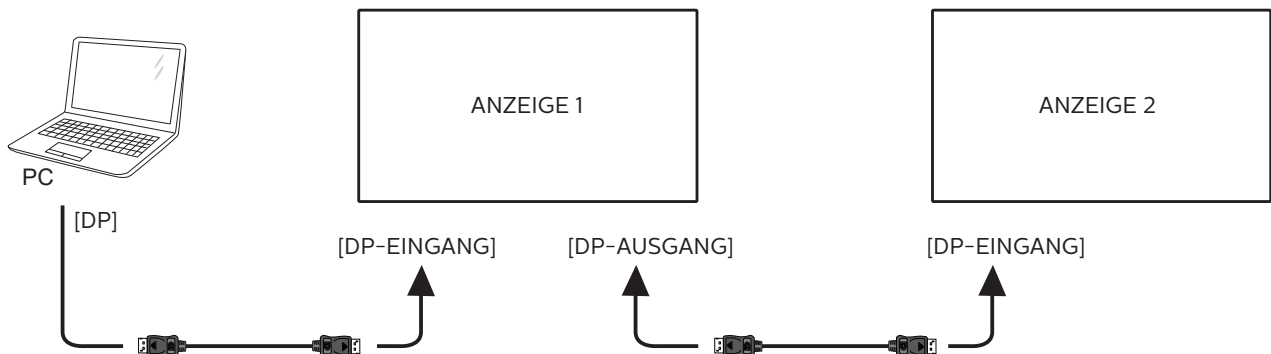 ANZEIGE 1
ANZEIGE 2
PC
[DP]
[DP-EINGANG]
[DP-AUSGANG]
[DP-EINGANG]